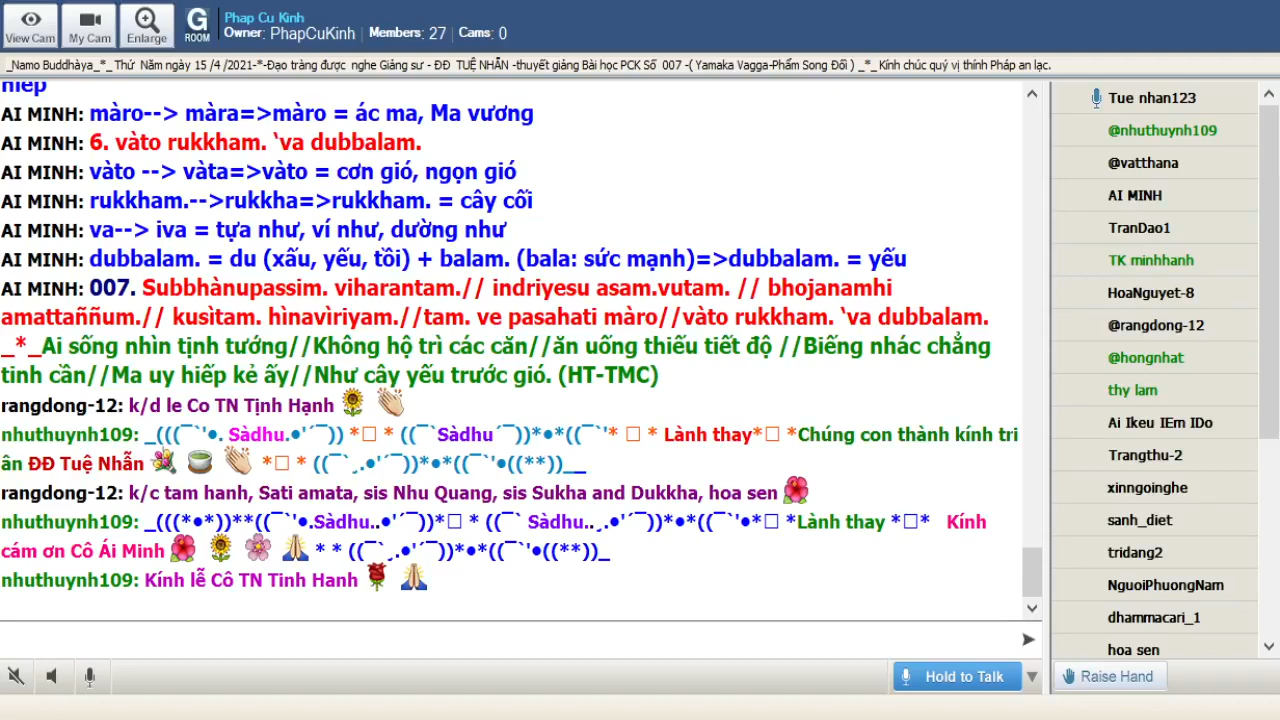 View Cam
My Cam
Enlarge
G ROOM
Phap Cu Kinh
Owner: PhapCuKinh | Members: 27 | Cams: 0
_Namo Buddhàya_*_ Thứ Năm ngày 15 /4 /2021-*-Đạo tràng được nghe Giảng sư - ĐĐ TUỆ NHẪN -thuyết giảng Bài học PCK Số 007 -( Yamaka Vagga-Phẩm Song Đối ) _*_ Kính chúc quý vị thính Pháp an lạc.
hiếp
AI MINH: màro--> màra=>màro = ác ma, Ma vương
AI MINH: 6. vàto rukkham. ‛va dubbalam.
AI MINH: vàto --> vàta=>vàto = cơn gió, ngọn gió
AI MINH: rukkham.-->rukkha=>rukkham. = cây cối
AI MINH: va--> iva = tựa như, ví như, dường như
AI MINH: dubbalam. = du (xấu, yếu, tồi) + balam. (bala: sức mạnh)=>dubbalam. = yếu
AI MINH: 007. Subbhànupassim. viharantam.// indriyesu asam.vutam. // bhojanamhi
amattaññum.// kusìtam. hìnavìriyam.//tam. ve pasahati màro//vàto rukkham. ‛va dubbalam.
_*_Ai sống nhìn tịnh tướng//Không hộ trì các căn//ăn uống thiếu tiết độ //Biếng nhác chẳng
tinh cần//Ma uy hiếp kẻ ấy//Như cây yếu trước gió. (HT-TMC)
rangdong-12: k/d le Co TN Tịnh Hạnh 🌻 👏
nhuthuynh109: _(((¯`'•. Sàdhu.•'´¯)) *□ * ((¯`Sàdhu´¯))*•*((¯`'* □ * Lành thay*□ *Chúng con thành kính tri
ân ĐĐ Tuệ Nhẫn 💐 🍵 👏 *□ * ((¯`¸.•'´¯))*•*((¯`'•((**))__
rangdong-12: k/c tam hanh, Sati amata, sis Nhu Quang, sis Sukha and Dukkha, hoa sen 🌺
nhuthuynh109: _(((*•*))**((¯`'•.Sàdhu..•'´¯))*□ * ((¯` Sàdhu..¸.•'´¯))*•*((¯`'•*□ *Lành thay *□* Kính
cám ơn Cô Ái Minh 🌺 🌻 🌸 🙏 * * ((¯`¸.•'´¯))*•*((¯`'•((**))_
nhuthuynh109: Kính lễ Cô TN Tinh Hanh 🌹 🙏
Hold to Talk
Tue nhan123
@nhuthuynh109
@vatthana
AI MINH
TranDao1
TK minhhanh
HoaNguyet-8
@rangdong-12
@hongnhat
thy lam
Ai Ikeu IEm IDo
Trangthu-2
xinngoinghe
sanh_diet
tridang2
NguoiPhuongNam
dhammacari_1
hoa sen
Raise Hand